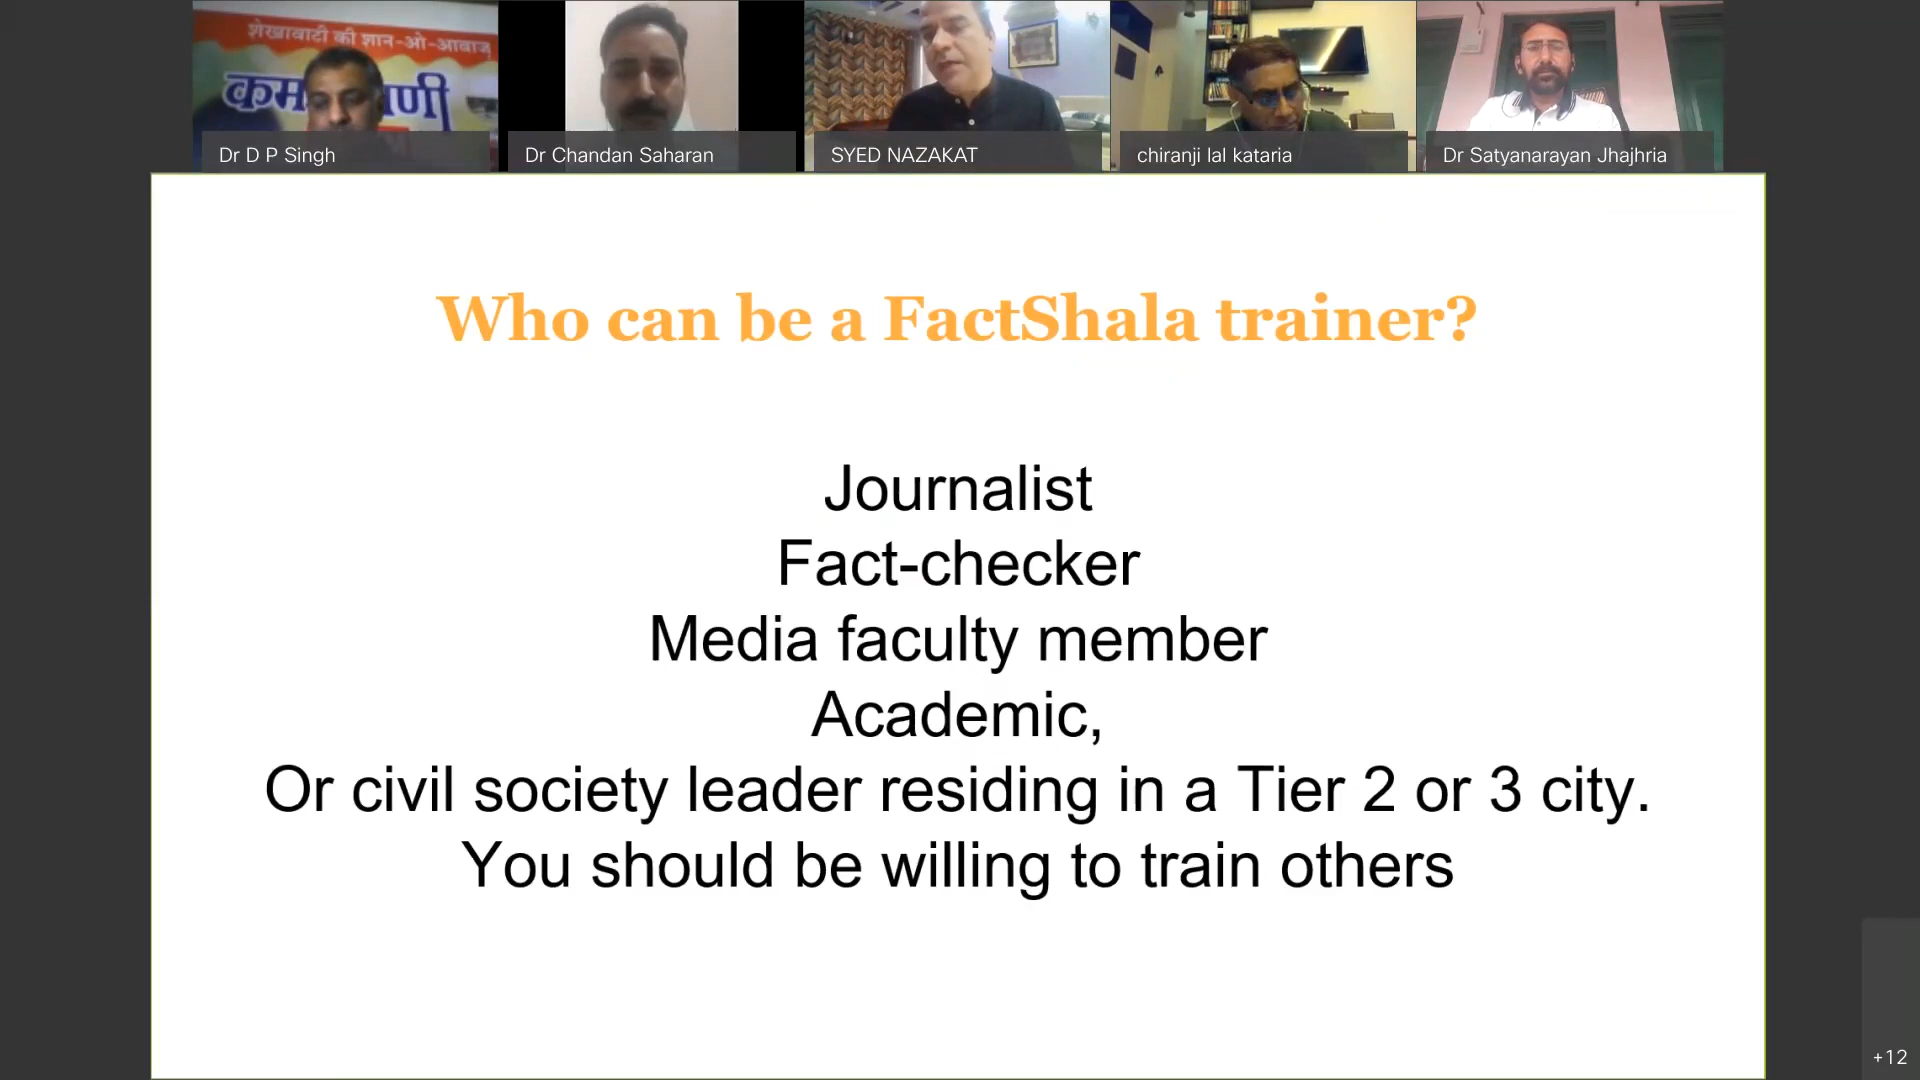 शेखावाटी की ज्ञान-ओ-आवाज
Dr D P Singh
Dr Chandan Saharan
SYED NAZAKAT
chiranji lal kataria
Dr Satyanarayan Jhajhria
Who can be a FactShala trainer?
Journalist
Fact-checker
Media faculty member
Academic,
Or civil society leader residing in a Tier 2 or 3 city.
You should be willing to train others
+12